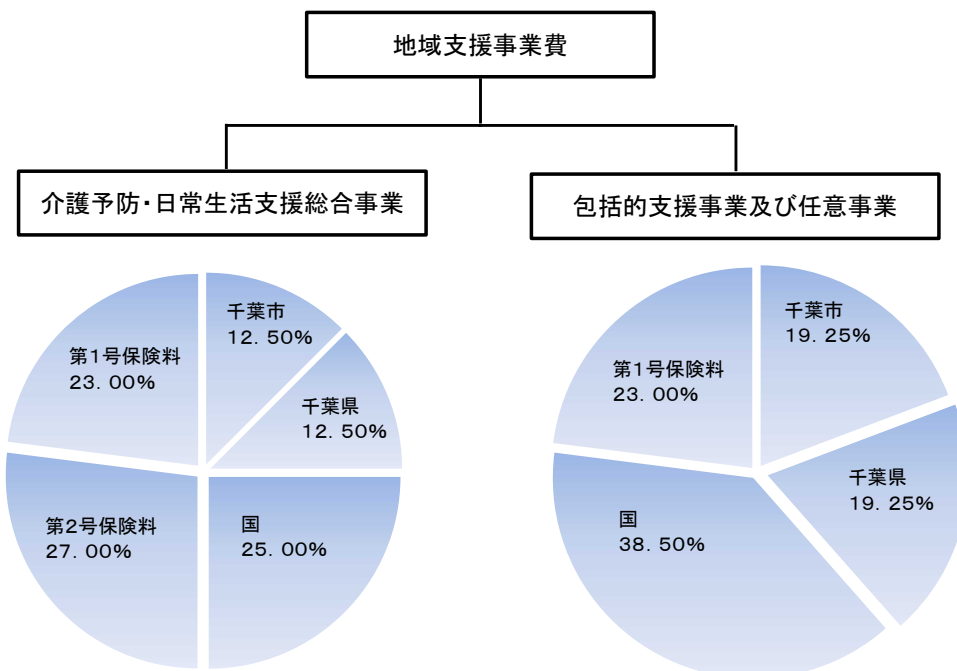 地域支援事業費
介護予防・日常生活支援総合事業
包括的支援事業及び任意事業
千葉市
12.50%
千葉県
12.50%
国
25.00%
第2号保険料
27.00%
第1号保険料
23.00%
千葉市
19.25%
千葉県
19.25%
国
38.50%
第1号保険料
23.00%